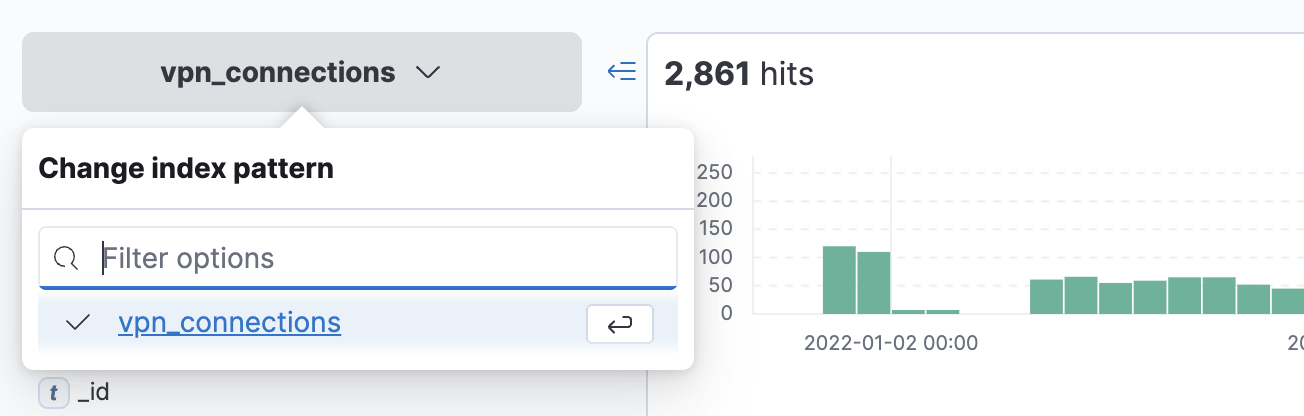 vpn_connections
2,861 hits
Change index pattern
Filter options
vpn_connections
t _id
250
200
150
100
50
0
2022-01-02 00:00
20